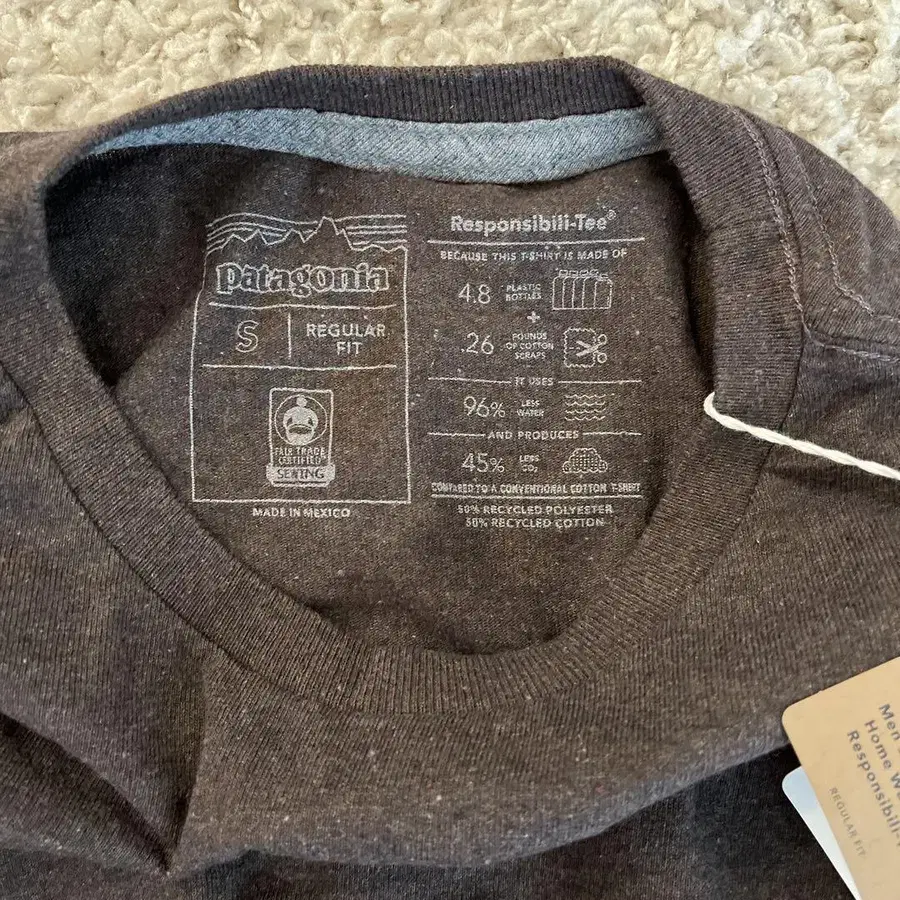 patagonia
S
REGULAR
FIT
FAIR TRADE
CERTIFIED
SEWING
MADE IN MEXICO
Responsibili-Tee®
BECAUSE THIS T-SHIRT IS MADE OF
4.8 PLASTIC
BOTTLES
+
.26 POUNDS
OF COTTON
SCRAPS
IT USES
96% LESS
WATER
AND PRODUCES
45% LESS
CO₂
COMPARED TO A CONVENTIONAL COTTON T-SHIRT
50% RECYCLED POLYESTER
50% RECYCLED COTTON
Men
Home W
Responsibili-T
REGULAR FIT